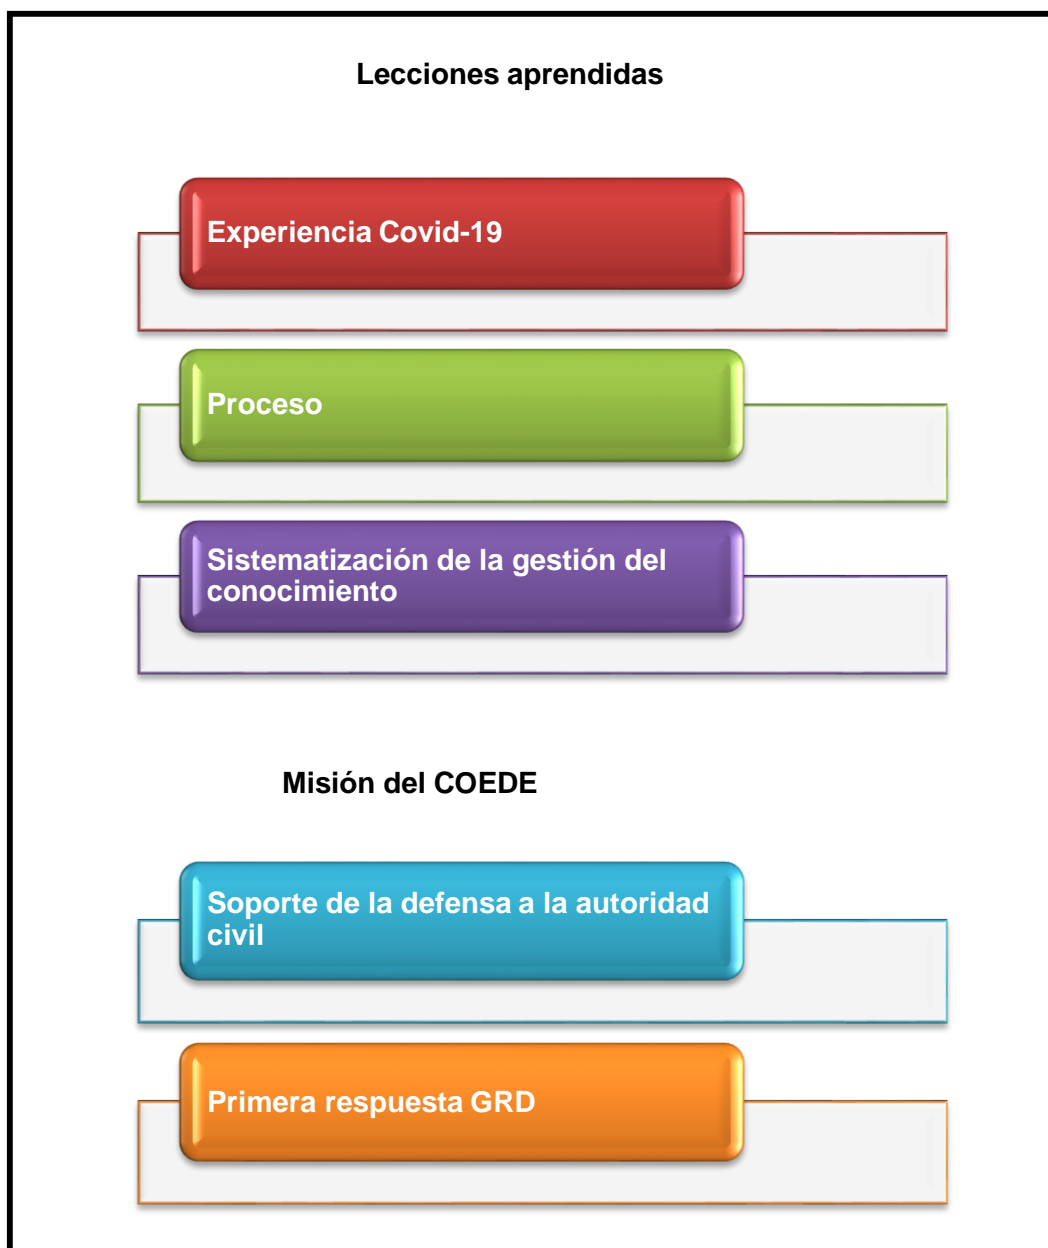 Lecciones aprendidas
Experiencia Covid-19
Proceso
Sistematización de la gestión del
conocimiento
Misión del COEDE
Soporte de la defensa a la autoridad
civil
Primera respuesta GRD